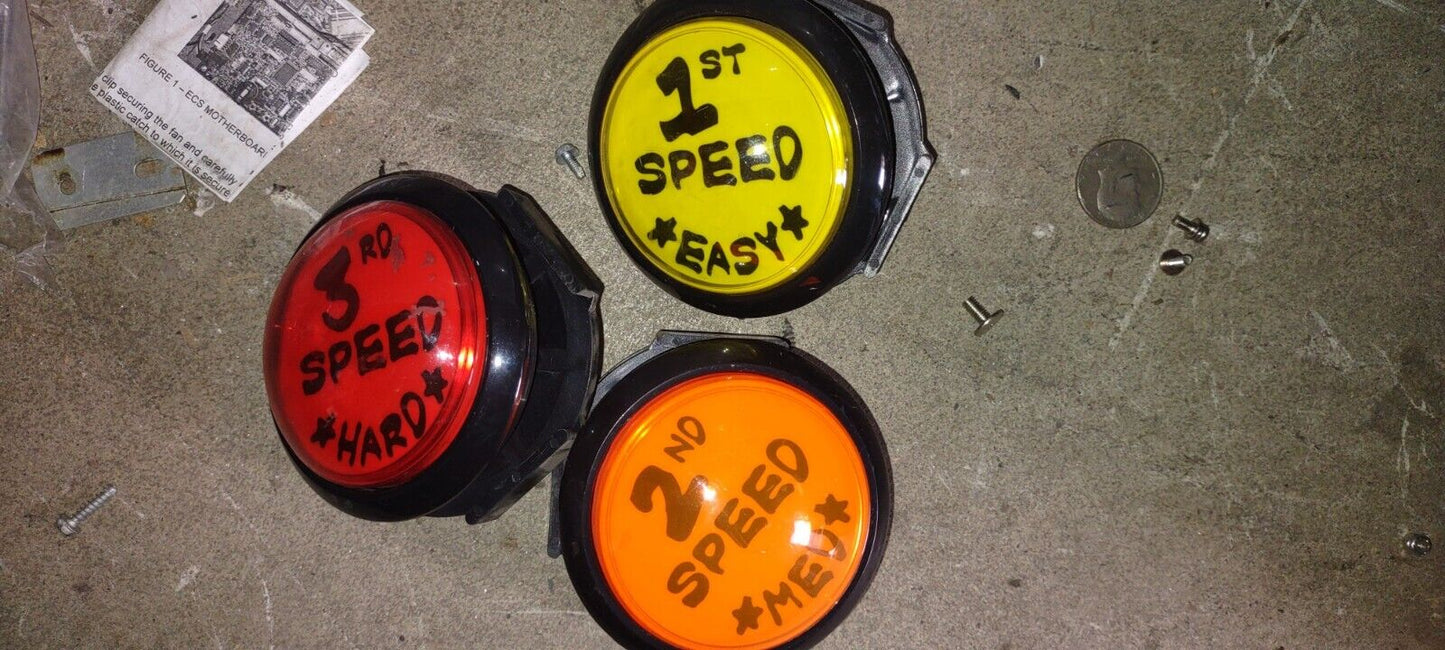 FIGURE 1 – ECS MOTHERBOAR
clip securing the fan and carefully
e plastic catch to which it is secure
1ST
SPEED
★EASY★
3RD
SPEED
★HARD★
2ND
SPEED
★MED★